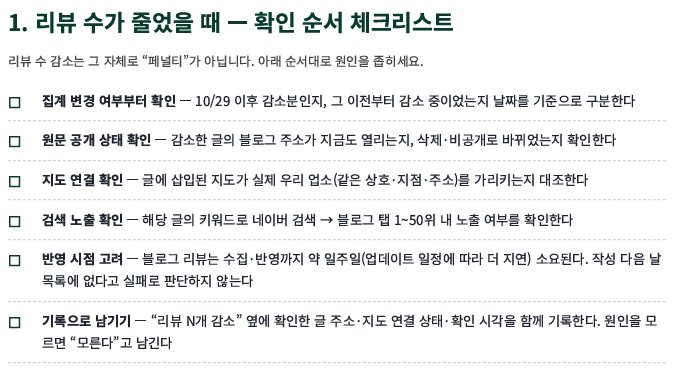 1. 리뷰 수가 줄었을 때 — 확인 순서 체크리스트
리뷰 수 감소는 그 자체로 “페널티”가 아닙니다. 아래 순서대로 원인을 좁히세요.
집계 변경 여부부터 확인 — 10/29 이후 감소분인지, 그 이전부터 감소 중이었는지 날짜를 기준으로 구분한다
원문 공개 상태 확인 — 감소한 글의 블로그 주소가 지금도 열리는지, 삭제·비공개로 바뀌었는지 확인한다
지도 연결 확인 — 글에 삽입된 지도가 실제 우리 업소(같은 상호·지점·주소)를 가리키는지 대조한다
검색 노출 확인 — 해당 글의 키워드로 네이버 검색 → 블로그 탭 1~50위 내 노출 여부를 확인한다
반영 시점 고려 — 블로그 리뷰는 수집·반영까지 약 일주일(업데이트 일정에 따라 더 지연) 소요된다. 작성 다음 날
목록에 없다고 실패로 판단하지 않는다
기록으로 남기기 — “리뷰 N개 감소” 옆에 확인한 글 주소·지도 연결 상태·확인 시각을 함께 기록한다. 원인을 모
르면 “모른다”고 남긴다